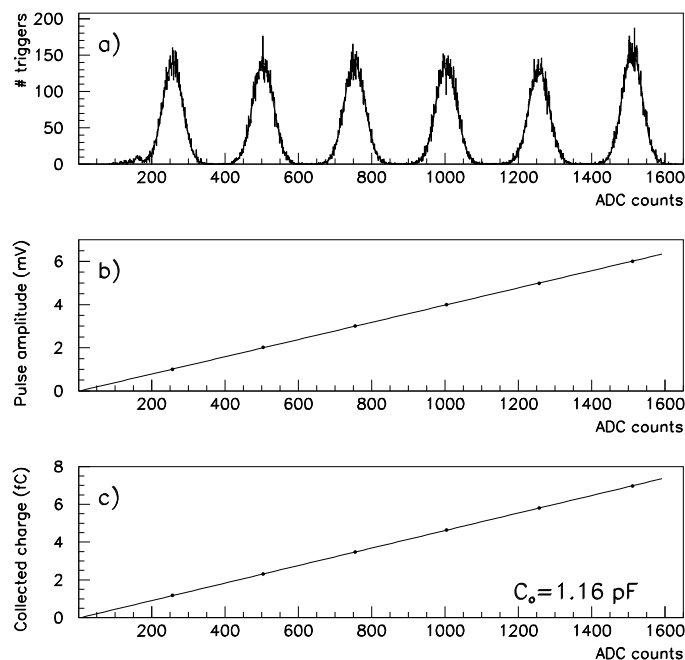 # triggers
200
150
100
50
0
a)
200 400 600 800 1000 1200 1400 1600
ADC counts
Pulse amplitude (mV)
6
4
2
0
b)
200 400 600 800 1000 1200 1400 1600
ADC counts
Collected charge (fC)
8
6
4
2
0
c)
C₀=1.16 pF
200 400 600 800 1000 1200 1400 1600
ADC counts